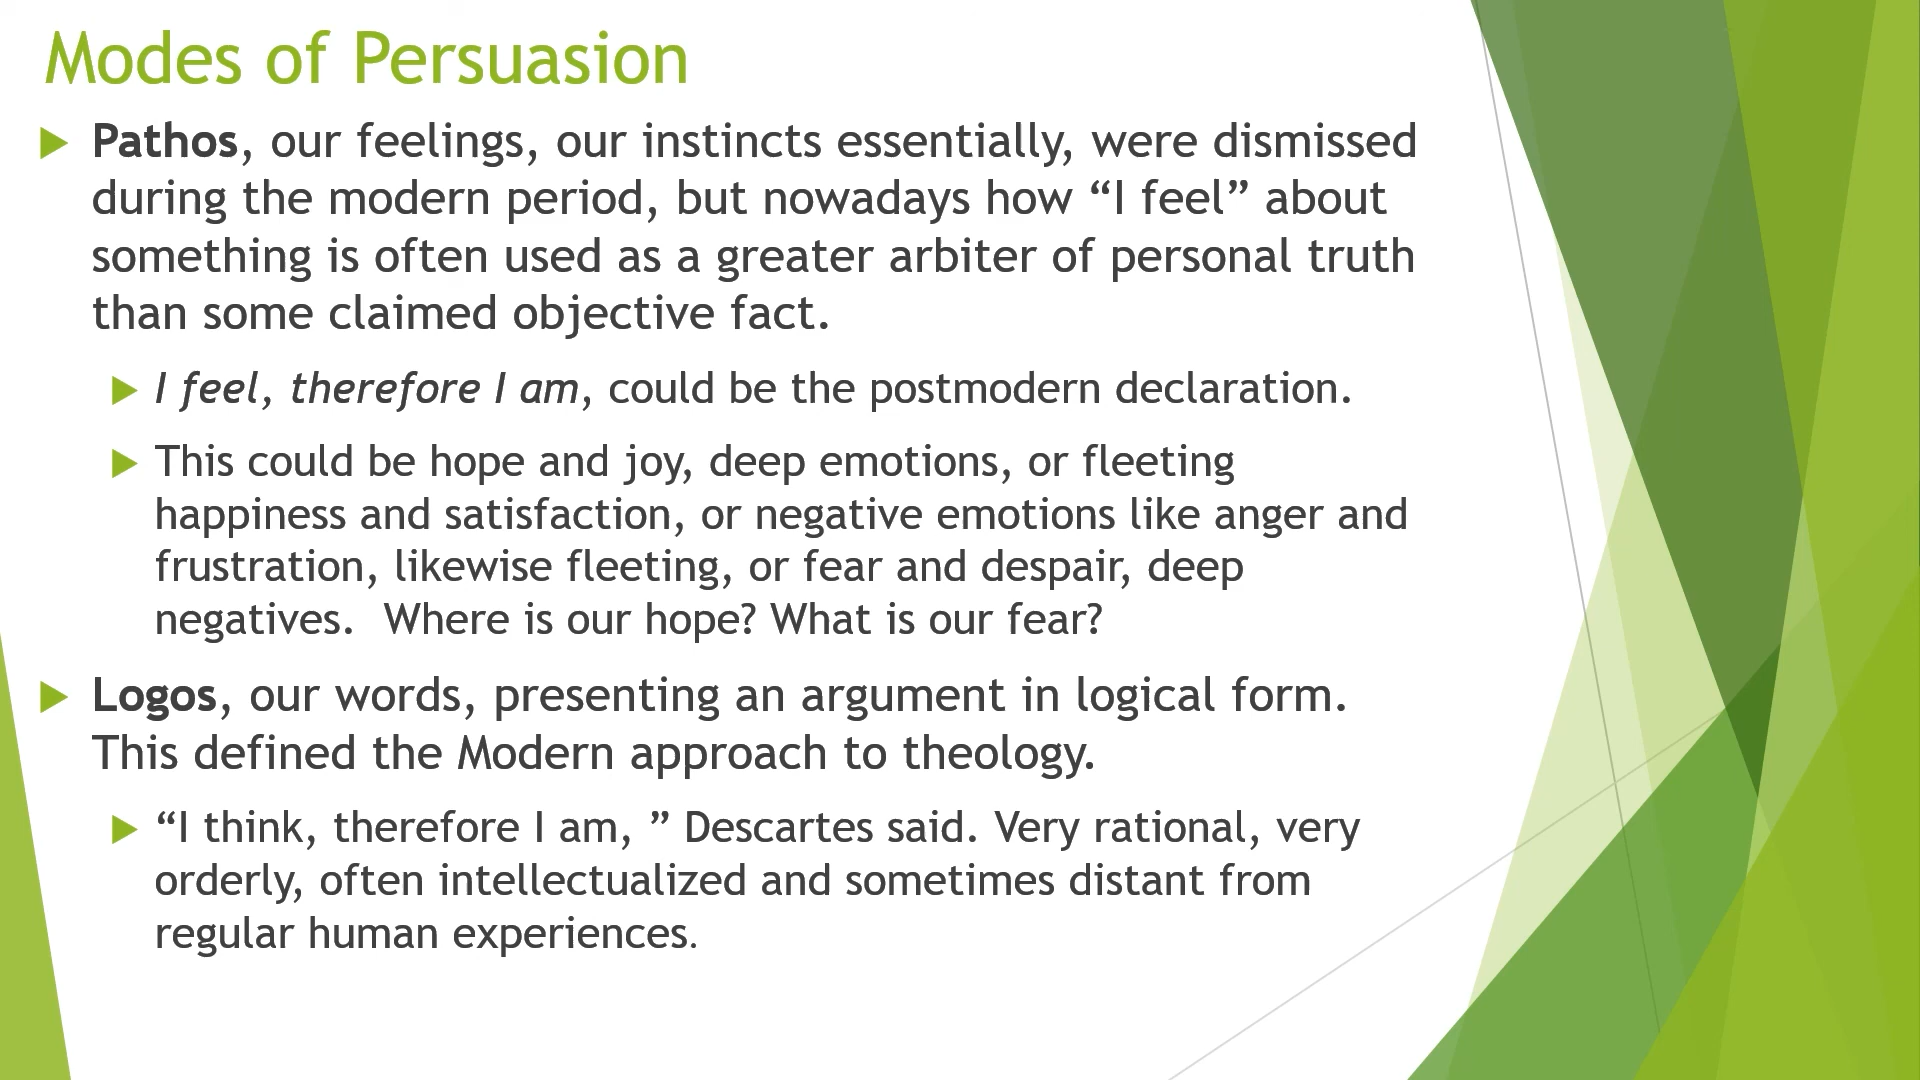 Modes of Persuasion
Pathos, our feelings, our instincts essentially, were dismissed
during the modern period, but nowadays how “I feel” about
something is often used as a greater arbiter of personal truth
than some claimed objective fact.
I feel, therefore I am, could be the postmodern declaration.
This could be hope and joy, deep emotions, or fleeting
happiness and satisfaction, or negative emotions like anger and
frustration, likewise fleeting, or fear and despair, deep
negatives.  Where is our hope? What is our fear?
Logos, our words, presenting an argument in logical form.
This defined the Modern approach to theology.
“I think, therefore I am, ” Descartes said. Very rational, very
orderly, often intellectualized and sometimes distant from
regular human experiences.